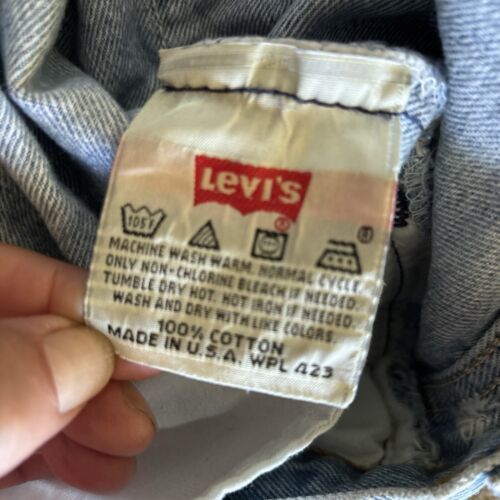 LEVI'S
®
105F
®
MACHINE WASH WARM. NORMAL CYCLE.
ONLY NON-CHLORINE BLEACH IF NEEDED.
TUMBLE DRY HOT. HOT IRON IF NEEDED.
WASH AND DRY WITH LIKE COLORS.
100% COTTON
MADE IN U.S.A. WPL 423